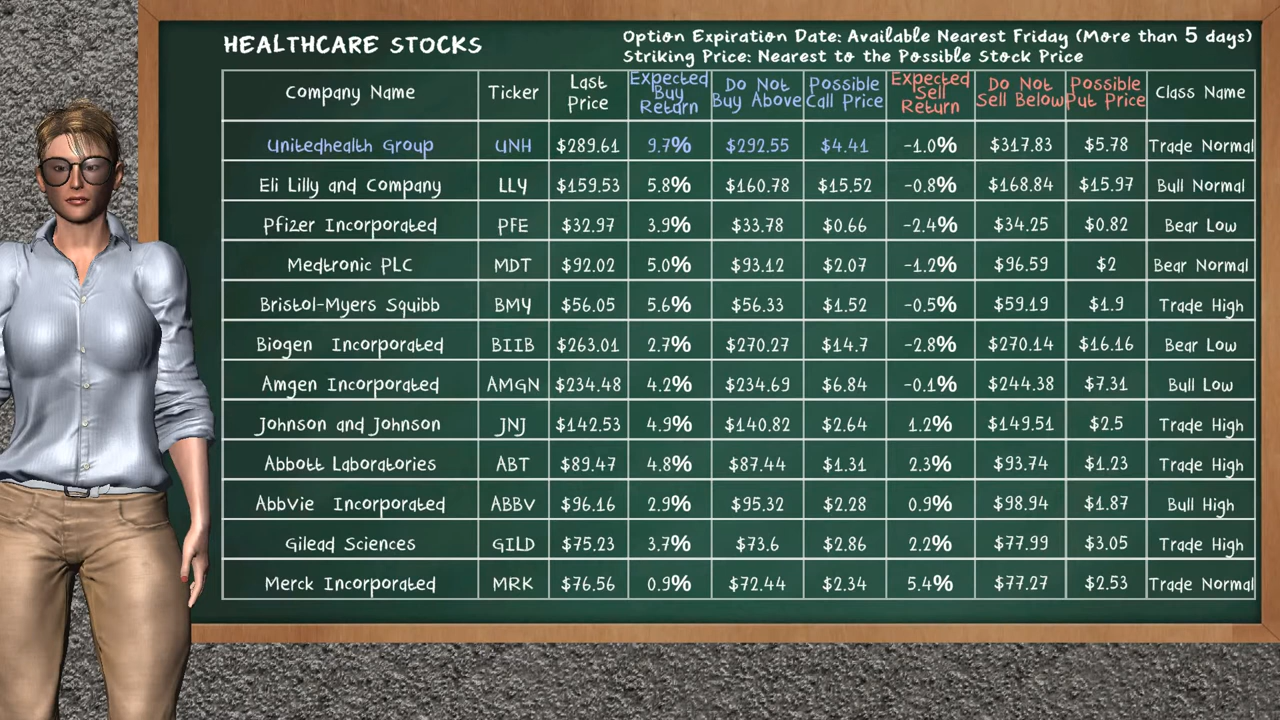 HEALTHCARE STOCKS
Option Expiration Date: Available Nearest Friday (More than 5 days)
Striking Price: Nearest to the Possible Stock Price
Company Name Ticker Last Price Expected Buy Return Do Not Buy Above Possible Call Price Expected Sell Return Do Not Sell Below Possible Put Price Class Name
Unitedhealth Group UNH $289.61 9.7% $292.55 $4.41 -1.0% $317.83 $5.78 Trade Normal
Eli Lilly and Company LLY $159.53 5.8% $160.78 $15.52 -0.8% $168.84 $15.97 Bull Normal
Pfizer Incorporated PFE $32.97 3.9% $33.78 $0.66 -2.4% $34.25 $0.82 Bear Low
Medtronic PLC MDT $92.02 5.0% $93.12 $2.07 -1.2% $96.59 $2 Bear Normal
Bristol-Myers Squibb BMY $56.05 5.6% $56.33 $1.52 -0.5% $59.19 $1.9 Trade High
Biogen Incorporated BIIB $263.01 2.7% $270.27 $14.7 -2.8% $270.14 $16.16 Bear Low
Amgen Incorporated AMGN $234.48 4.2% $234.69 $6.84 -0.1% $244.38 $7.31 Bull Low
Johnson and Johnson JNJ $142.53 4.9% $140.82 $2.64 1.2% $149.51 $2.5 Trade High
Abbott Laboratories ABT $89.47 4.8% $87.44 $1.31 2.3% $93.74 $1.23 Trade High
AbbVie Incorporated ABBV $96.16 2.9% $95.32 $2.28 0.9% $98.94 $1.87 Bull High
Gilead Sciences GILD $75.23 3.7% $73.6 $2.86 2.2% $77.99 $3.05 Trade High
Merck Incorporated MRK $76.56 0.9% $72.44 $2.34 5.4% $77.27 $2.53 Trade Normal